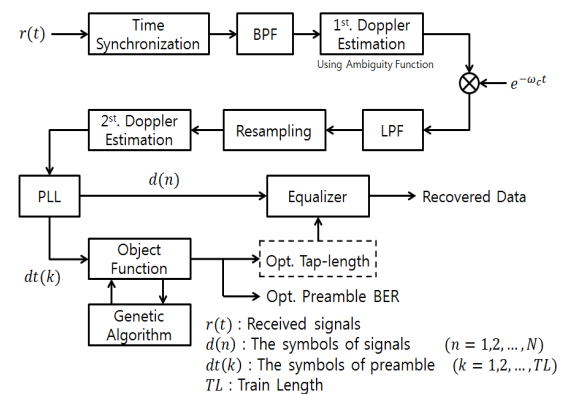 r(t)
Time
Synchronization
BPF
1st. Doppler
Estimation
Using Ambiguity Function
e^{-ω_c t}
2st. Doppler
Estimation
Resampling
LPF
PLL
d(n)
Equalizer
Recovered Data
dt(k)
Object
Function
Opt. Tap-length
Opt. Preamble BER
Genetic
Algorithm
r(t) : Received signals
d(n) : The symbols of signals (n = 1,2, ..., N)
dt(k) : The symbols of preamble (k = 1,2, ..., TL)
TL : Train Length